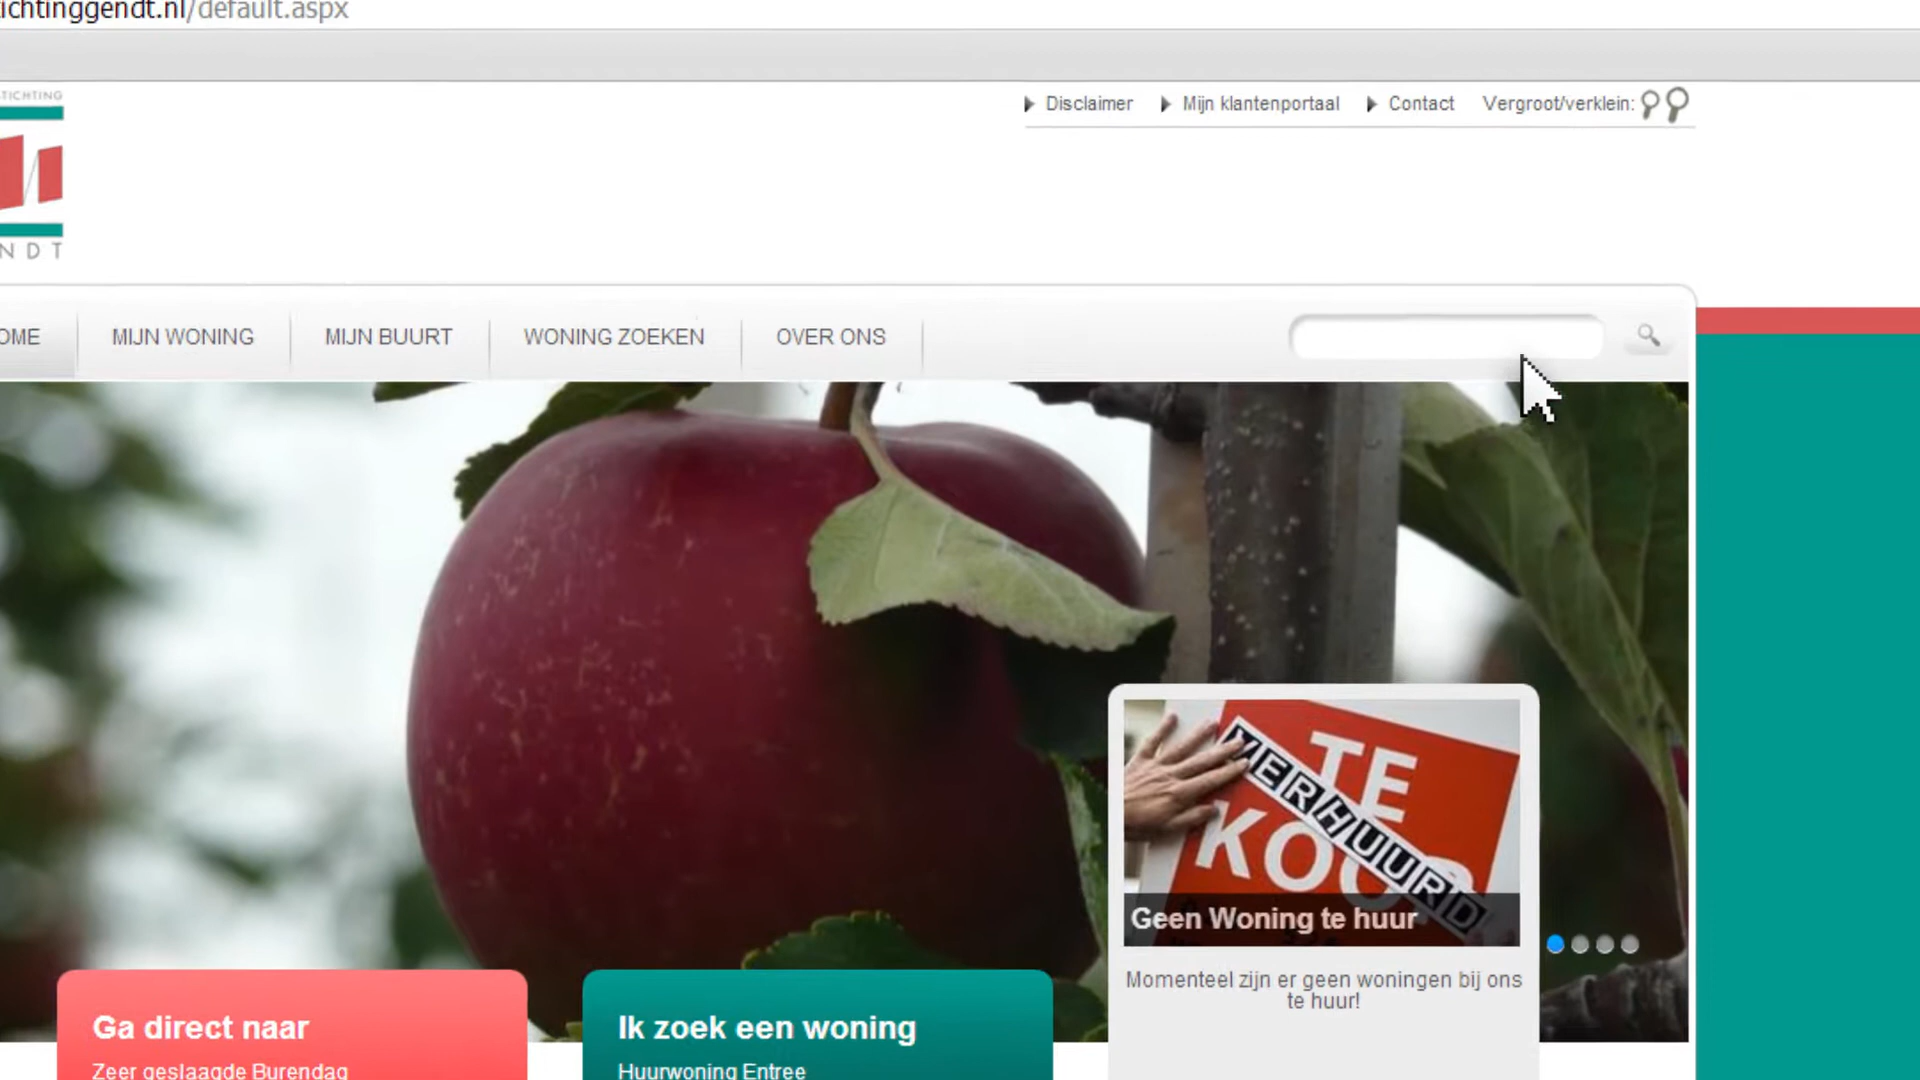 ichtinggendt.nl/default.aspx
TICHTING
NDT
Disclaimer
Mijn klantenportaal
Contact
Vergroot/verklein:
OME
MIJN WONING
MIJN BUURT
WONING ZOEKEN
OVER ONS
TE
KOO
VERHUURD
Geen Woning te huur
Momenteel zijn er geen woningen bij ons
te huur!
Ga direct naar
Zeer geslaagde Burendag
Ik zoek een woning
Huurwoning Entree